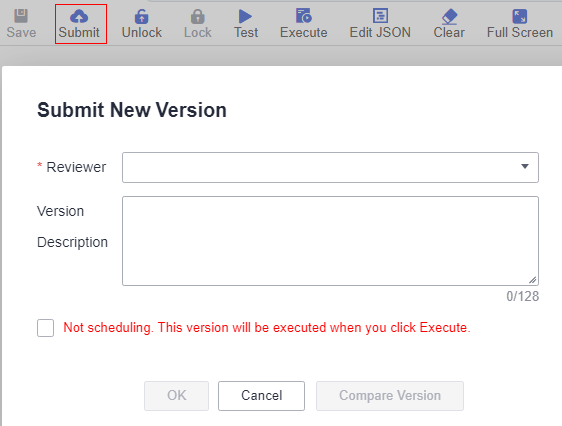 Save Submit Unlock Lock Test Execute Edit JSON Clear Full Screen
Submit New Version
* Reviewer
Version
Description
0/128
Not scheduling. This version will be executed when you click Execute.
OK Cancel Compare Version